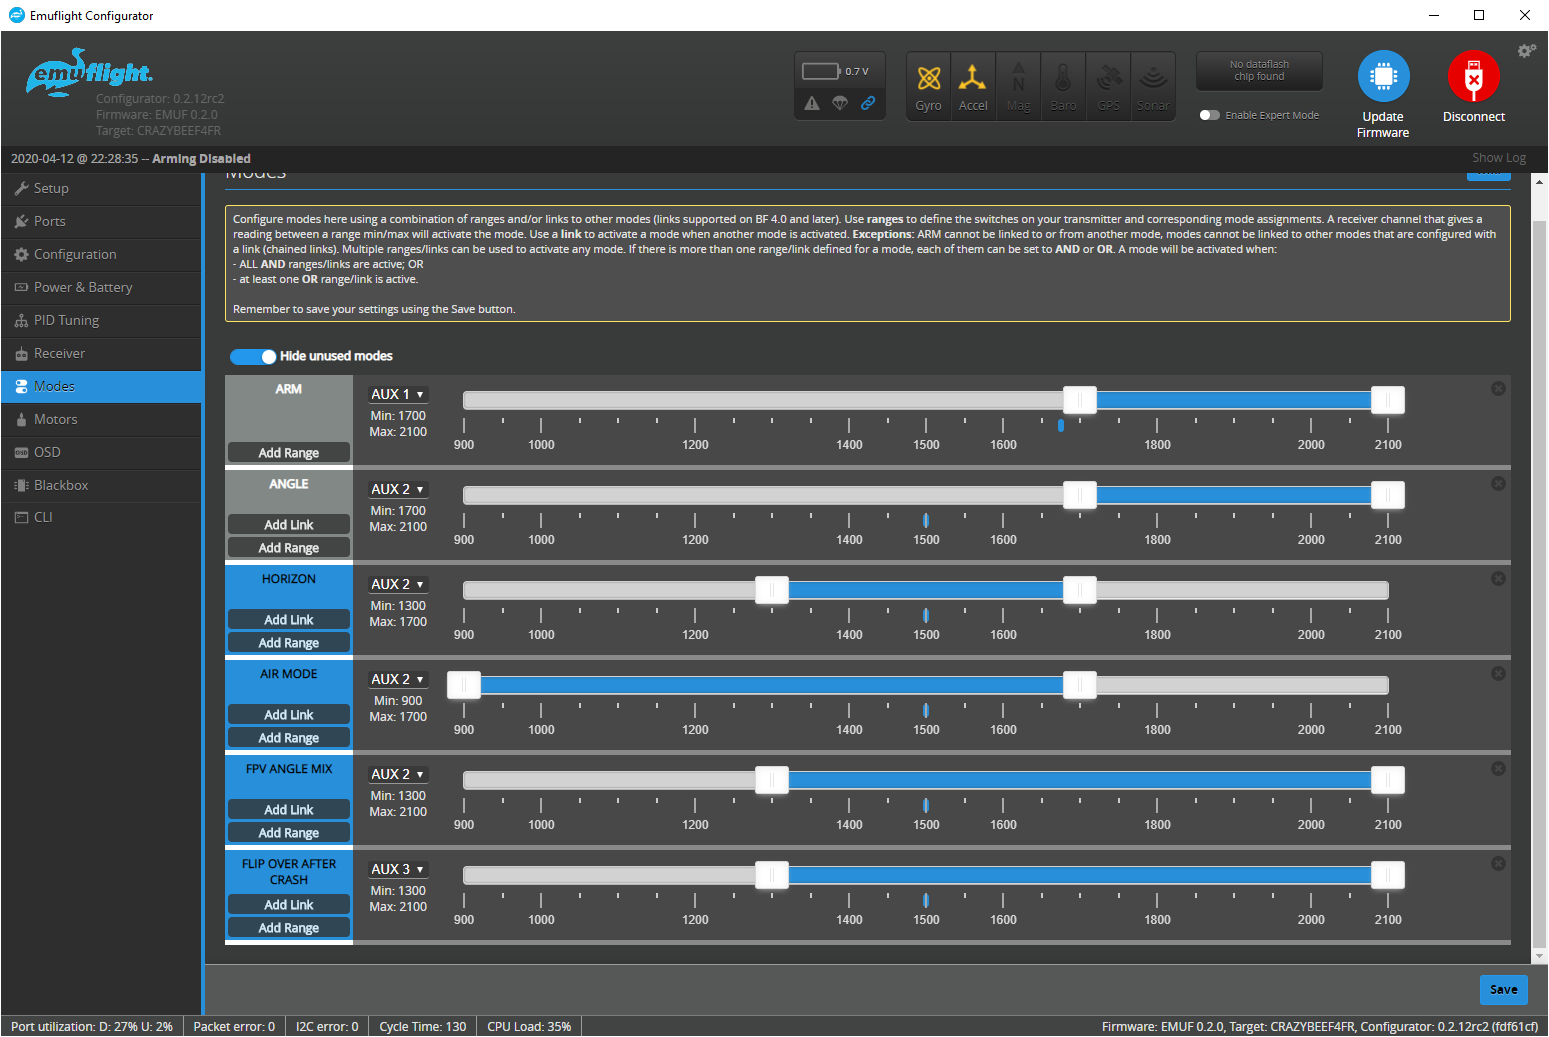 Emuflight Configurator
emuflight.
Configurator: 0.2.12rc2
Firmware: EMUF 0.2.0
Target: CRAZYBEEF4FR
0.7 V
Gyro
Accel
Mag
Baro
GPS
Sonar
No dataflash
chip found
Enable Expert Mode
Update
Firmware
Disconnect
2020-04-12 @ 22:28:35 -- Arming Disabled
Show Log
Setup
Ports
Configuration
Power & Battery
PID Tuning
Receiver
Modes
Motors
OSD
Blackbox
CLI
Modes
Configure modes here using a combination of ranges and/or links to other modes (links supported on BF 4.0 and later). Use ranges to define the switches on your transmitter and corresponding mode assignments. A receiver channel that gives a
reading between a range min/max will activate the mode. Use a link to activate a mode when another mode is activated. Exceptions: ARM cannot be linked to or from another mode, modes cannot be linked to other modes that are configured with
a link (chained links). Multiple ranges/links can be used to activate any mode. If there is more than one range/link defined for a mode, each of them can be set to AND or OR. A mode will be activated when:
- ALL AND ranges/links are active; OR
- at least one OR range/link is active.
Remember to save your settings using the Save button.
Hide unused modes
ARM
Add Range
AUX 1
Min: 1700
Max: 2100
900 1000 1200 1400 1500 1600 1800 2000 2100
ANGLE
Add Link
Add Range
AUX 2
Min: 1700
Max: 2100
900 1000 1200 1400 1500 1600 1800 2000 2100
HORIZON
Add Link
Add Range
AUX 2
Min: 1300
Max: 1700
900 1000 1200 1400 1500 1600 1800 2000 2100
AIR MODE
Add Link
Add Range
AUX 2
Min: 900
Max: 1700
900 1000 1200 1400 1500 1600 1800 2000 2100
FPV ANGLE MIX
Add Link
Add Range
AUX 2
Min: 1300
Max: 2100
900 1000 1200 1400 1500 1600 1800 2000 2100
FLIP OVER AFTER
CRASH
Add Link
Add Range
AUX 3
Min: 1300
Max: 2100
900 1000 1200 1400 1500 1600 1800 2000 2100
Save
Port utilization: D: 27% U: 2%
Packet error: 0
I2C error: 0
Cycle Time: 130
CPU Load: 35%
Firmware: EMUF 0.2.0, Target: CRAZYBEEF4FR, Configurator: 0.2.12rc2 (fdf61cf)